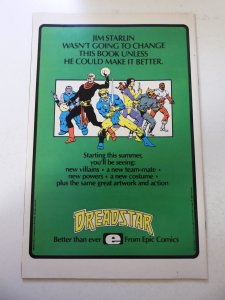 JIM STARLIN
WASN'T GOING TO CHANGE
THIS BOOK UNLESS
HE COULD MAKE IT BETTER.
Starting this summer,
you'll be seeing:
new villains • a new team-mate •
new powers • a new costume •
plus the same great artwork and action
DREADSTAR
Better than ever e From Epic Comics